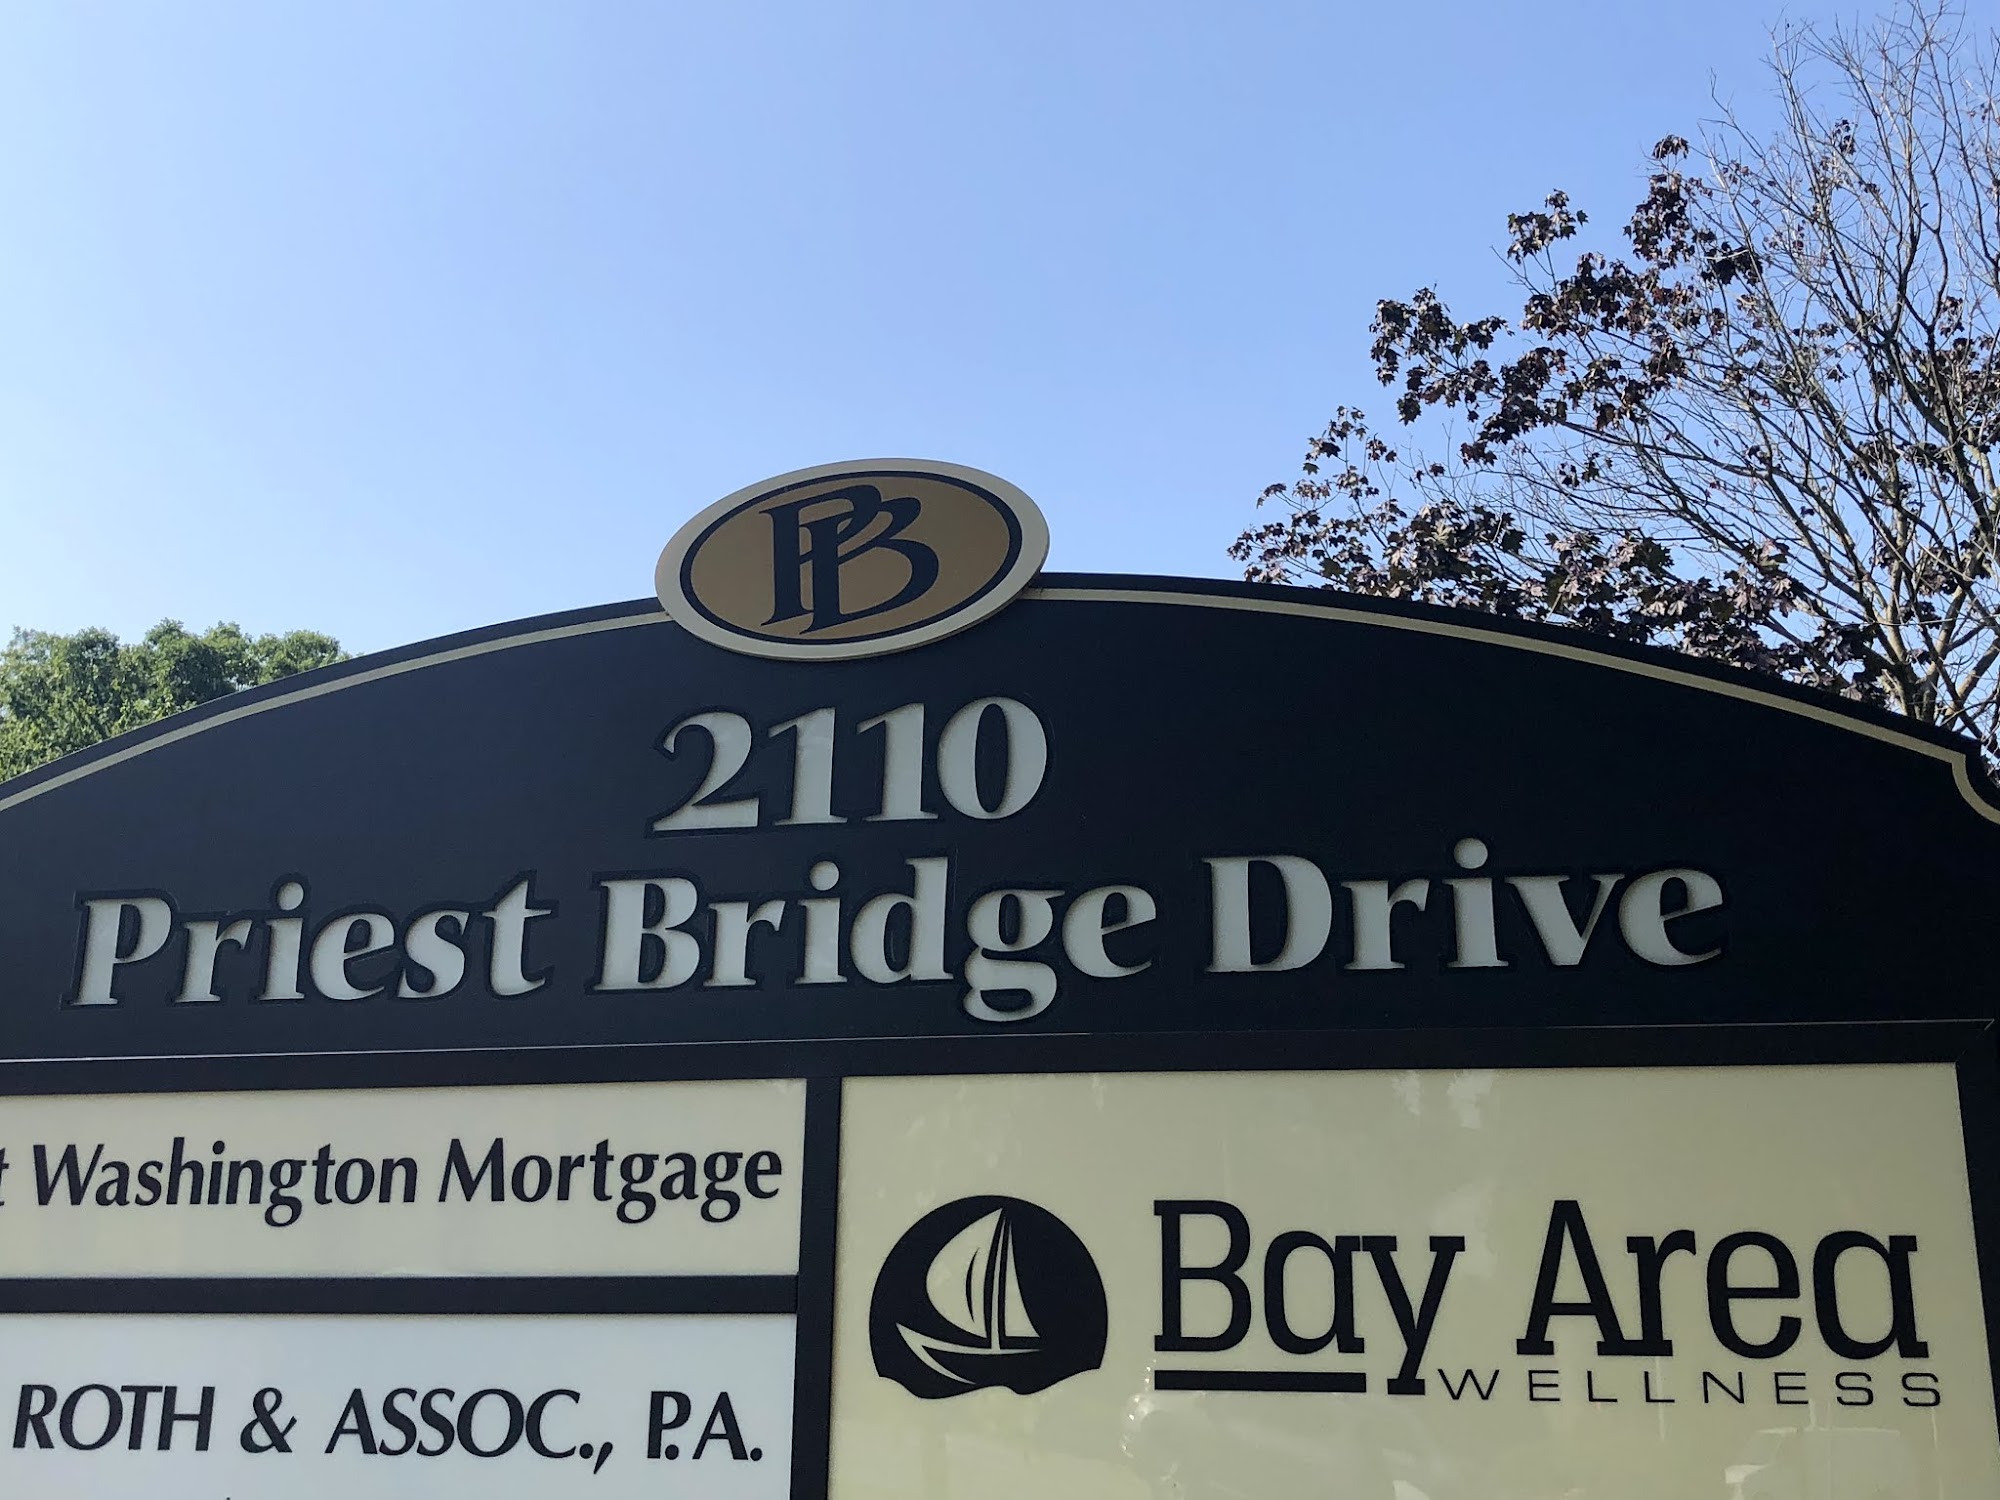 PB
2110
Priest Bridge Drive
Washington Mortgage
ROTH & ASSOC., P.A.
Bay Area
WELLNESS